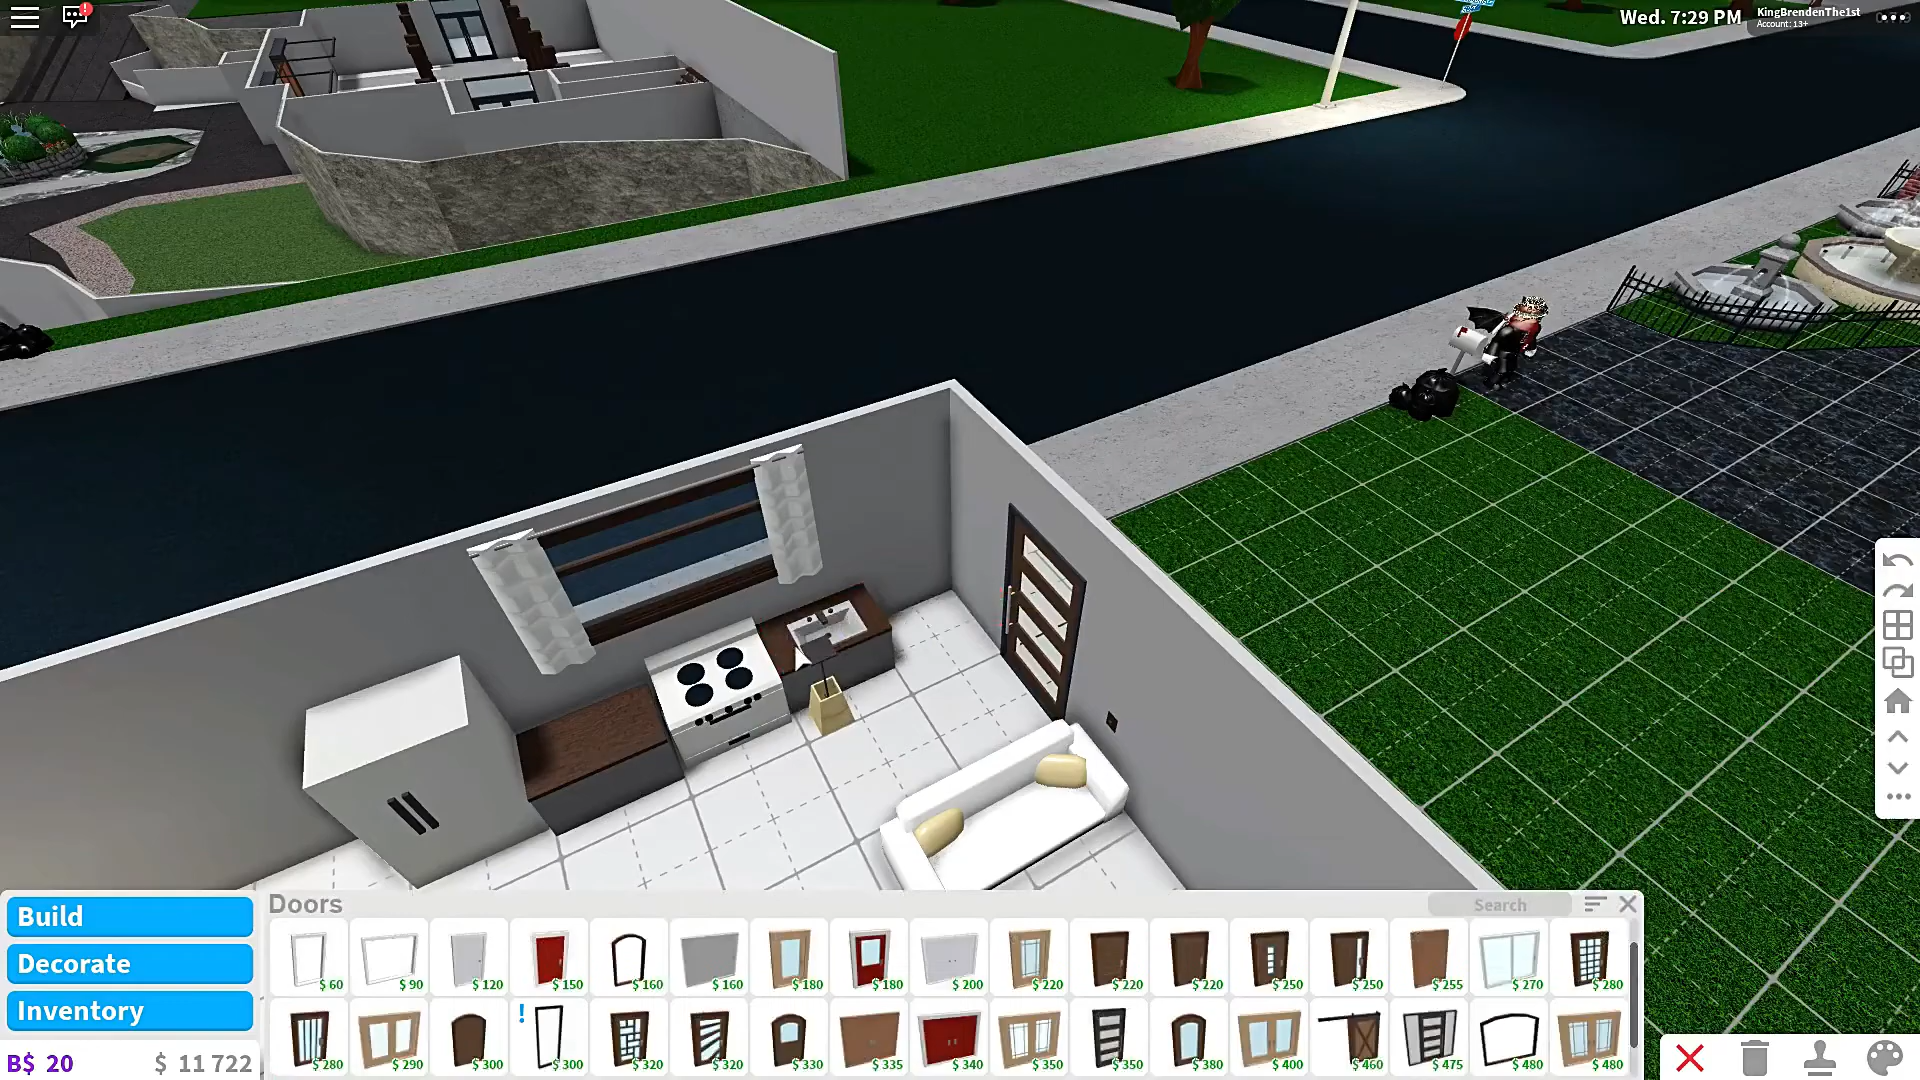 Wed. 7:29 PM
KingBrendenThe1st
Account: 13+
Doors
Search
Build
Decorate
Inventory
B$ 20
$ 11 722
$ 60 $ 90 $ 120 $ 150 $ 160 $ 160 $ 180 $ 180 $ 200 $ 220 $ 220 $ 220 $ 250 $ 250 $ 255 $ 270 $ 280
! $ 280 $ 290 $ 300 $ 300 $ 320 $ 320 $ 330 $ 335 $ 340 $ 350 $ 350 $ 380 $ 400 $ 460 $ 475 $ 480 $ 480